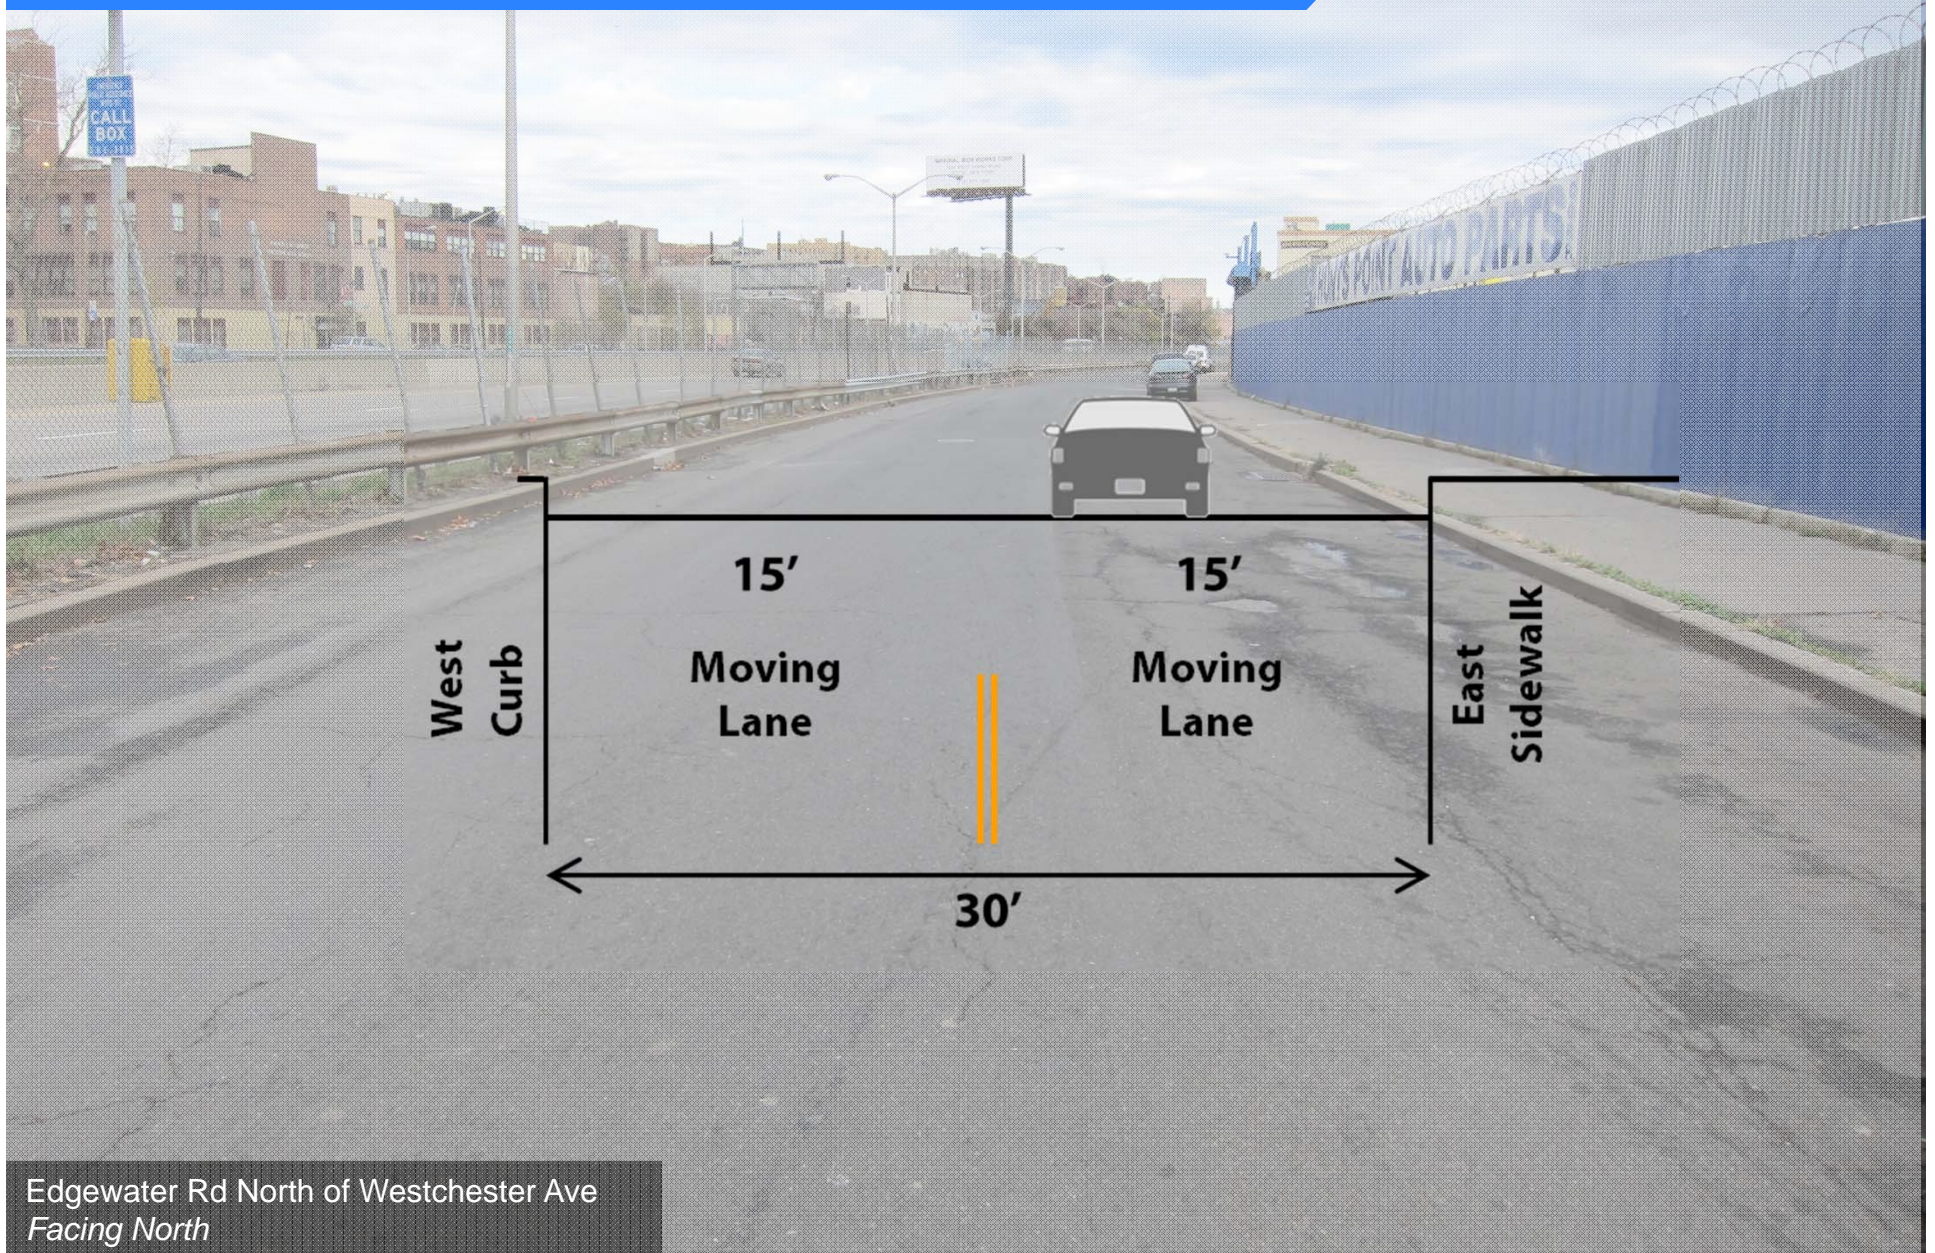 CALL
BOX
POINT AUTO PARTS
15’
15’
Moving
Lane
Moving
Lane
West
Curb
East
Sidewalk
30’
Edgewater Rd North of Westchester Ave
Facing North